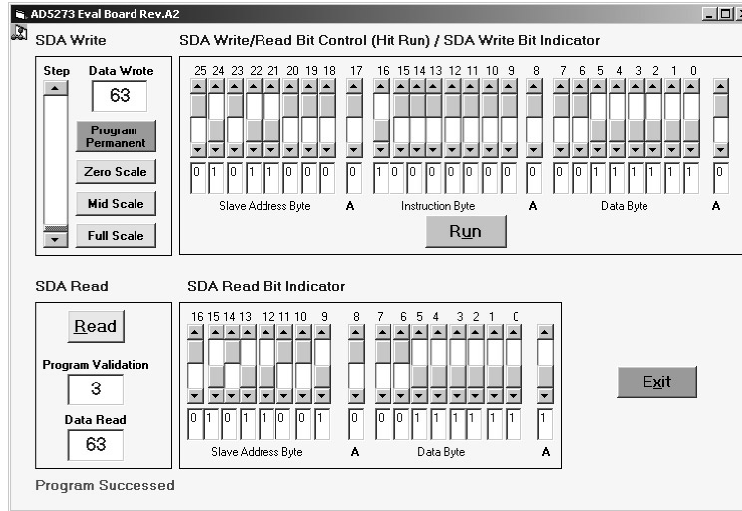 AD5273 Eval Board Rev.A2
SDA Write
SDA Write/Read Bit Control (Hit Run) / SDA Write Bit Indicator
Step Data Wrote
63
Program Permanent
Zero Scale
Mid Scale
Full Scale
25 24 23 22 21 20 19 18 17 16 15 14 13 12 11 10 9 8 7 6 5 4 3 2 1 0
0 1 0 1 1 0 0 0 0 1 0 0 0 0 0 0 0 0 0 0 1 1 1 1 1 1 0
Slave Address Byte A Instruction Byte A Data Byte A
Run
SDA Read
SDA Read Bit Indicator
Read
Program Validation
3
Data Read
63
16 15 14 13 12 11 10 9 8 7 6 5 4 3 2 1 0
0 1 0 1 1 0 0 1 0 0 0 1 1 1 1 1 1 1
Slave Address Byte A Data Byte A
Exit
Program Successed